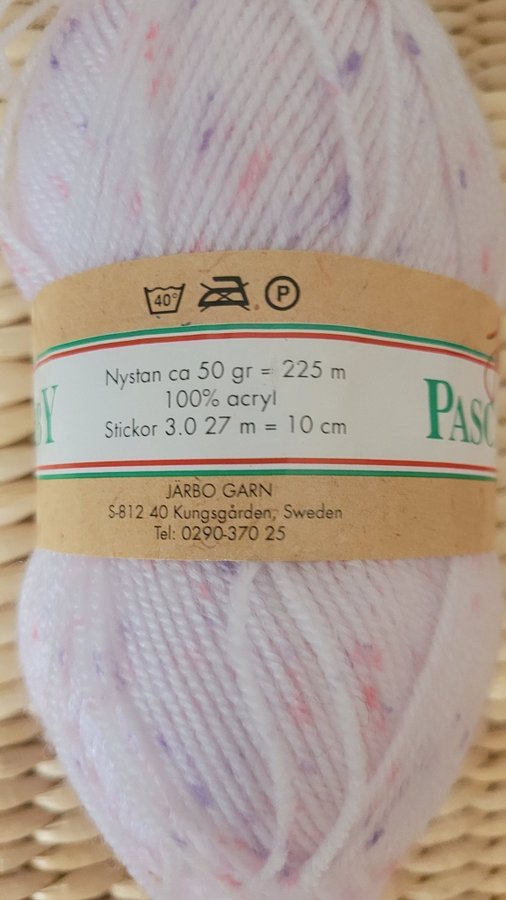 40°
P
Nystan ca 50 gr = 225 m
100% acryl
Stickor 3.0 27 m = 10 cm
JÄRBO GARN
S-812 40 Kungsgården, Sweden
Tel: 0290-370 25